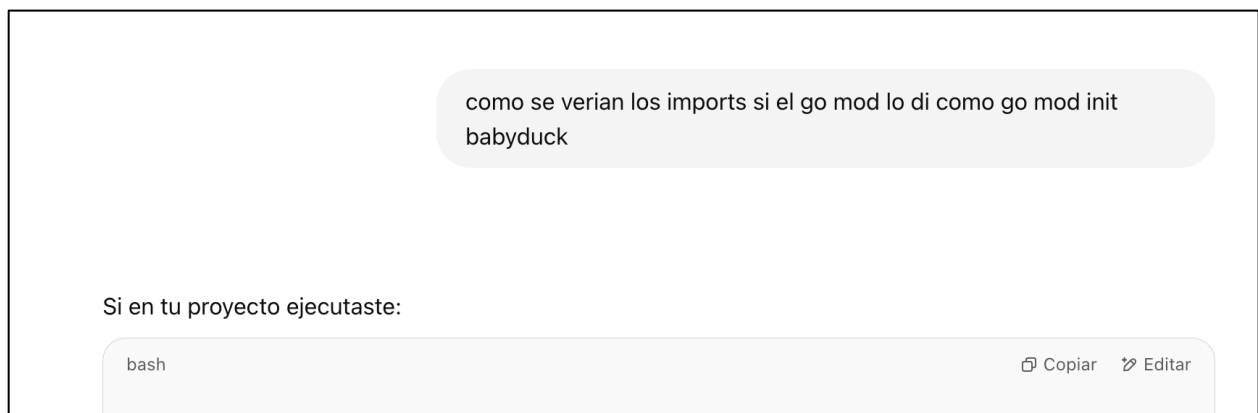 como se verian los imports si el go mod lo di como go mod init
babyduck
Si en tu proyecto ejecutaste:
bash Copiar Editar